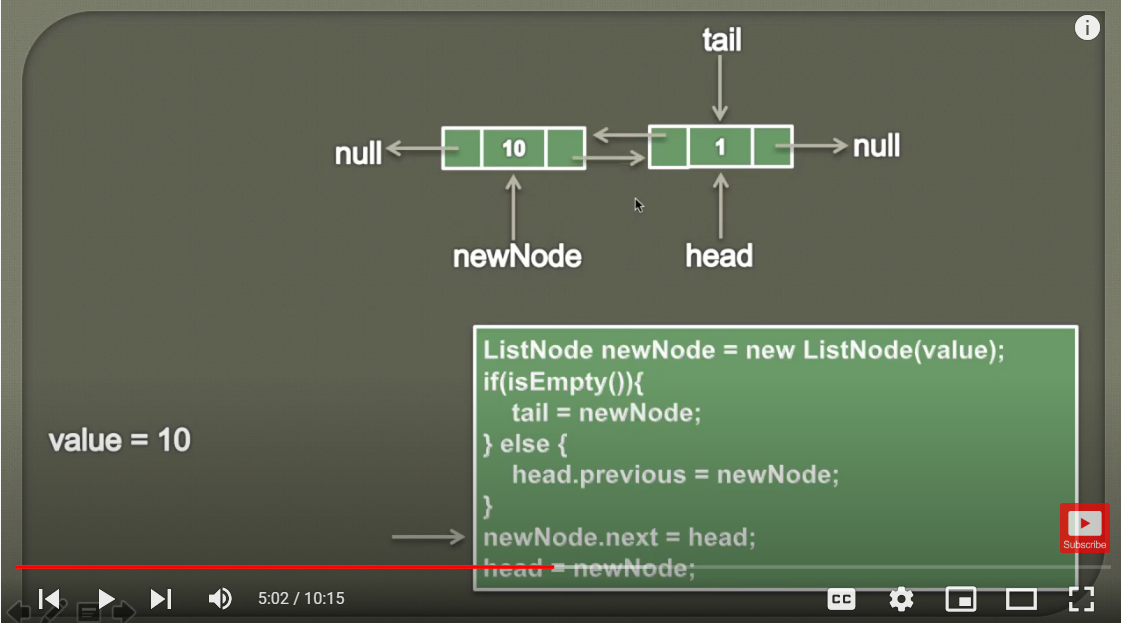 tail
null 10 1 null
newNode head
ListNode newNode = new ListNode(value);
if(isEmpty()){
tail = newNode;
} else {
head.previous = newNode;
}
newNode.next = head;
head = newNode;
value = 10
Subscribe
5:02 / 10:15
CC